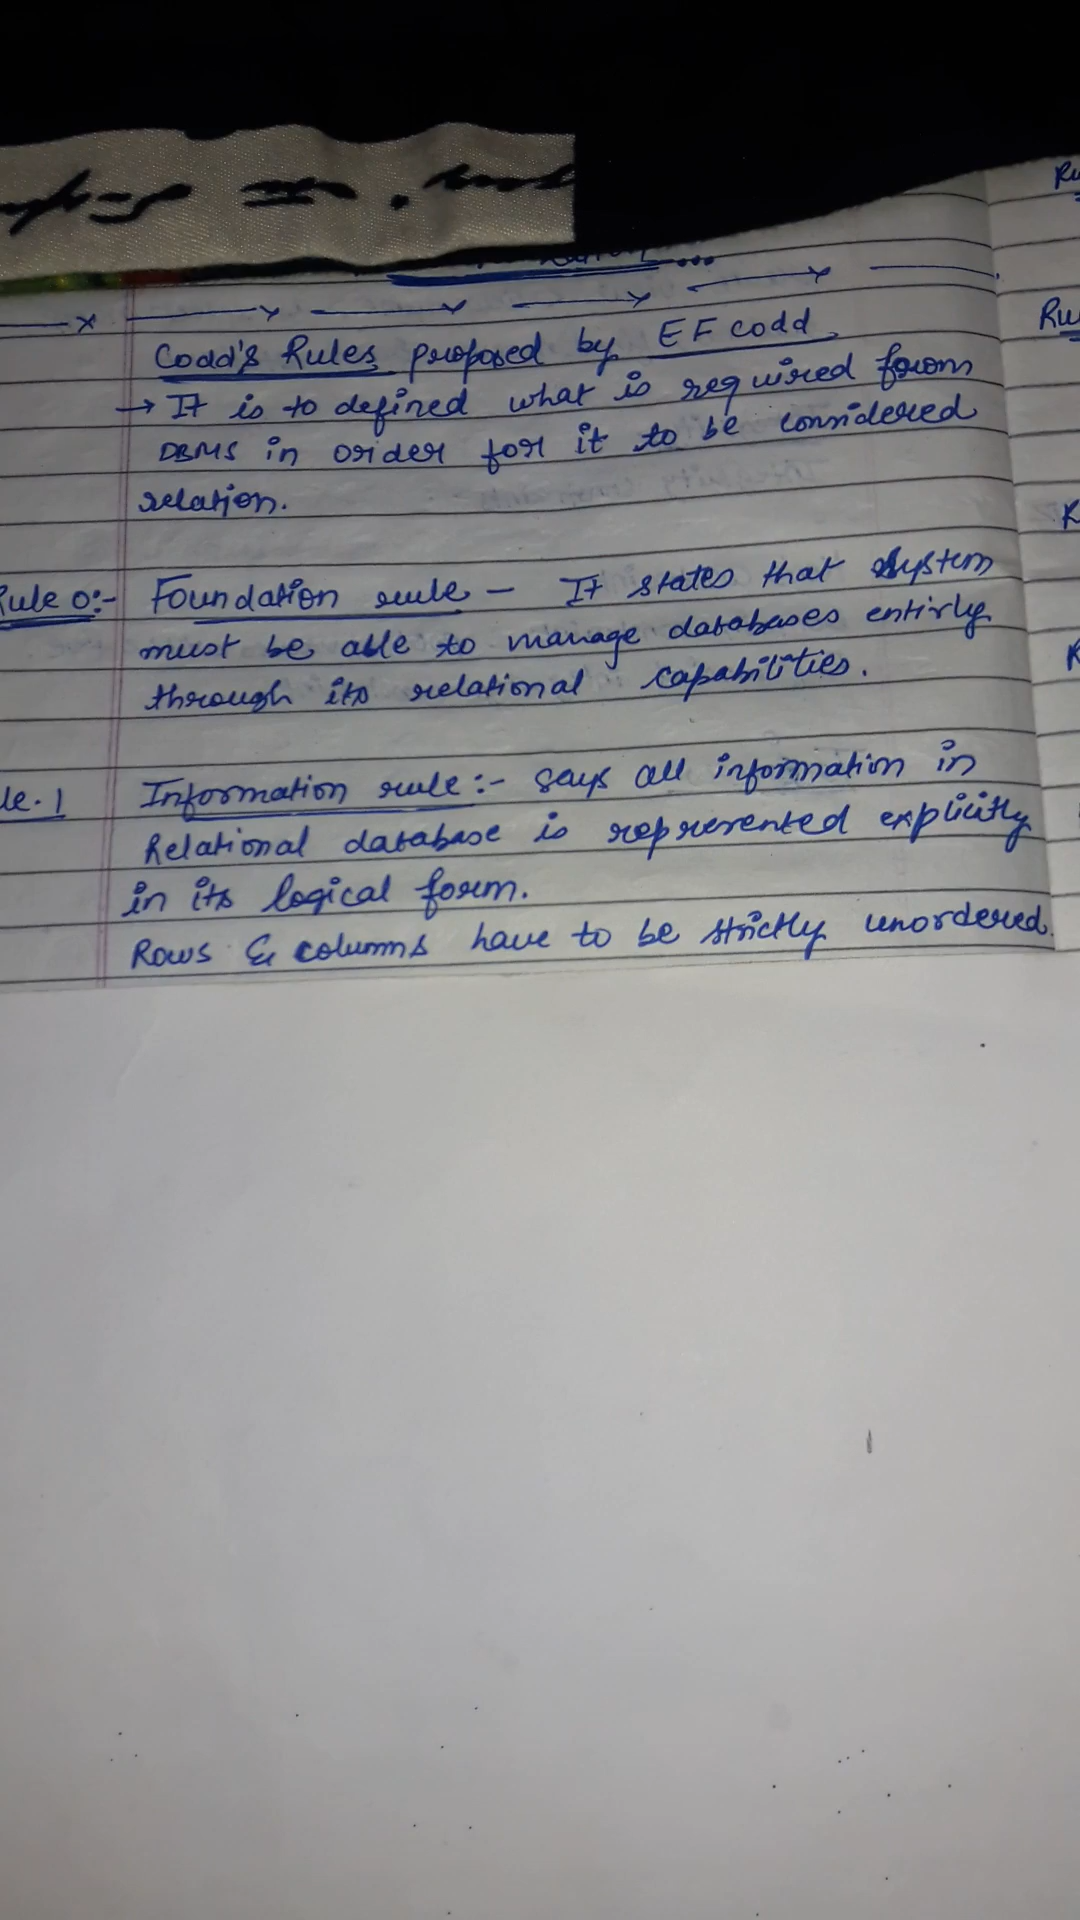 Codd's Rules proposed by EF codd
→ It is to defined what is required from
DBMS in order for it to be considered
relation.
Rule 0:- Foundation rule - It states that system
must be able to manage databases entirly
through its relational capabilities.
le. 1 Information rule :- says all information in
Relational database is represented explicitly
in its logical form.
Rows & columns have to be strictly unordered.
Ru
Ru
R
R